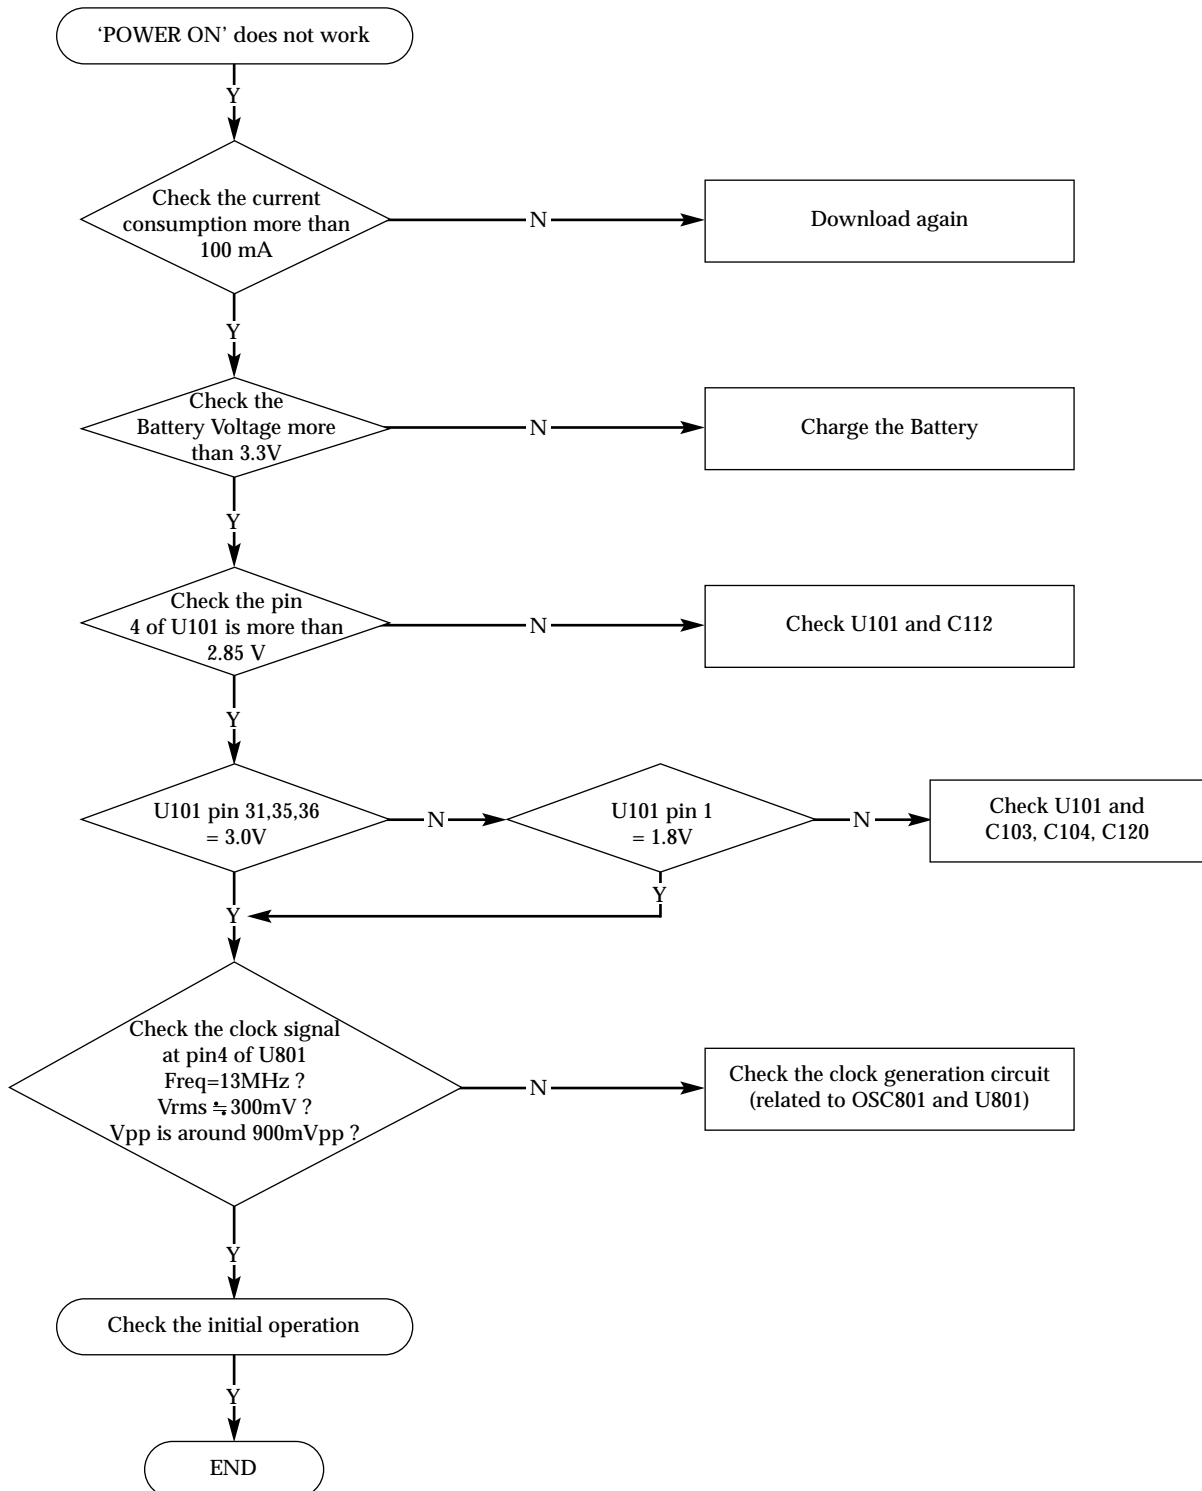 ‘POWER ON’ does not work
Y
Check the current
consumption more than
100 mA
N
Download again
Y
Check the
Battery Voltage more
than 3.3V
N
Charge the Battery
Y
Check the pin
4 of U101 is more than
2.85 V
N
Check U101 and C112
Y
U101 pin 31,35,36
= 3.0V
N
U101 pin 1
= 1.8V
N
Check U101 and
C103, C104, C120
Y
Y
Check the clock signal
at pin4 of U801
Freq=13MHz ?
Vrms ≒ 300mV ?
Vpp is around 900mVpp ?
N
Check the clock generation circuit
(related to OSC801 and U801)
Y
Check the initial operation
Y
END